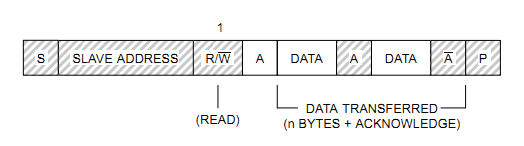 1
S SLAVE ADDRESS R/W̅ A DATA A DATA A̅ P
(READ)
DATA TRANSFERRED
(n BYTES + ACKNOWLEDGE)